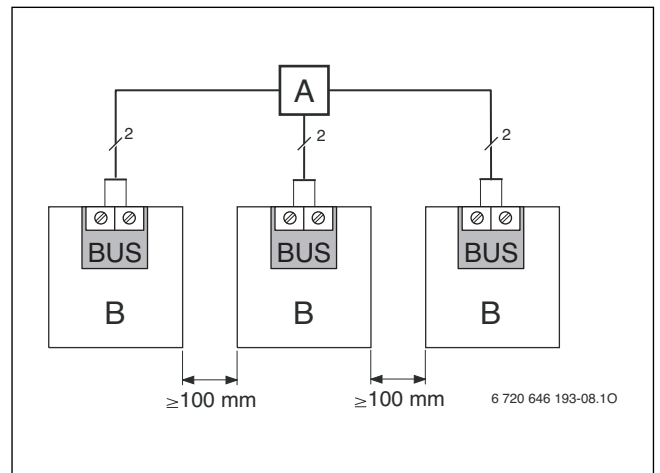 A
2 2 2
BUS BUS BUS
B B B
≥100 mm ≥100 mm
6 720 646 193-08.1O